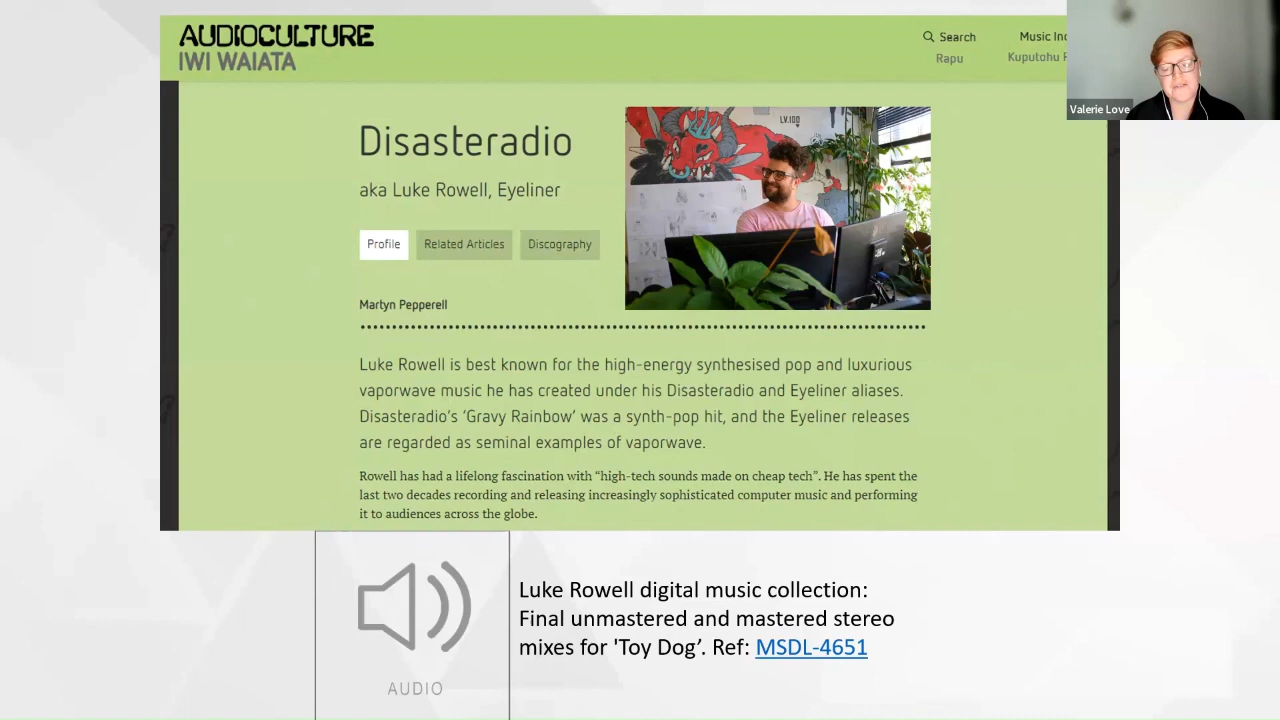 AUDIOCULTURE
IWI WAIATA
Search
Rapu
Music
Kuputohu
Valerie Love
Disasteradio
aka Luke Rowell, Eyeliner
LV.100
Profile
Related Articles
Discography
Martyn Pepperell
Luke Rowell is best known for the high-energy synthesised pop and luxurious
vaporwave music he has created under his Disasteradio and Eyeliner aliases.
Disasteradio's 'Gravy Rainbow' was a synth-pop hit, and the Eyeliner releases
are regarded as seminal examples of vaporwave.
Rowell has had a lifelong fascination with “high-tech sounds made on cheap tech”. He has spent the
last two decades recording and releasing increasingly sophisticated computer music and performing
it to audiences across the globe.
AUDIO
Luke Rowell digital music collection:
Final unmastered and mastered stereo
mixes for 'Toy Dog’. Ref: MSDL-4651